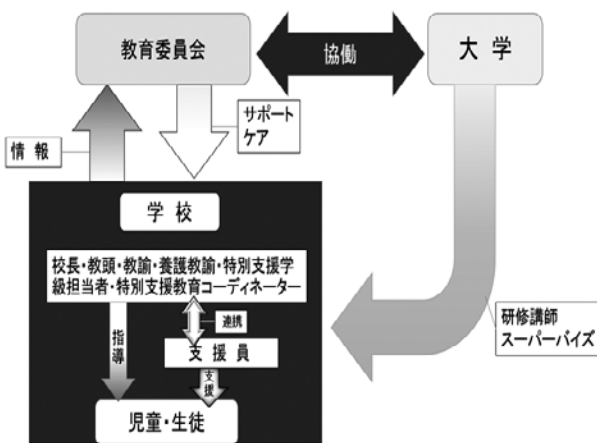 教育委員会
協働
大学
サポート
ケア
情報
学校
校長・教頭・教諭・養護教諭・特別支援学
級担当者・特別支援教育コーディネーター
連携
指導
支援員
支援
児童・生徒
研修講師
スーパーバイズ